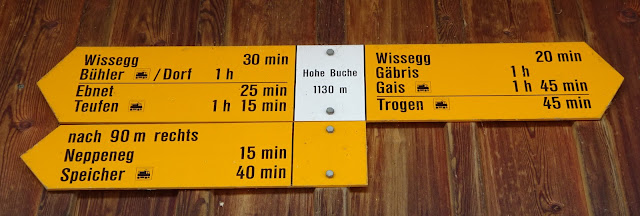 Wissegg 30 min
Bühler /Dorf 1 h
Ebnet 25 min
Teufen 1 h 15 min
nach 90 m rechts
Neppeneg 15 min
Speicher 40 min
Hohe Buche
1130 m
Wissegg 20 min
Gäbris 1 h
Gais 1 h 45 min
Trogen 45 min